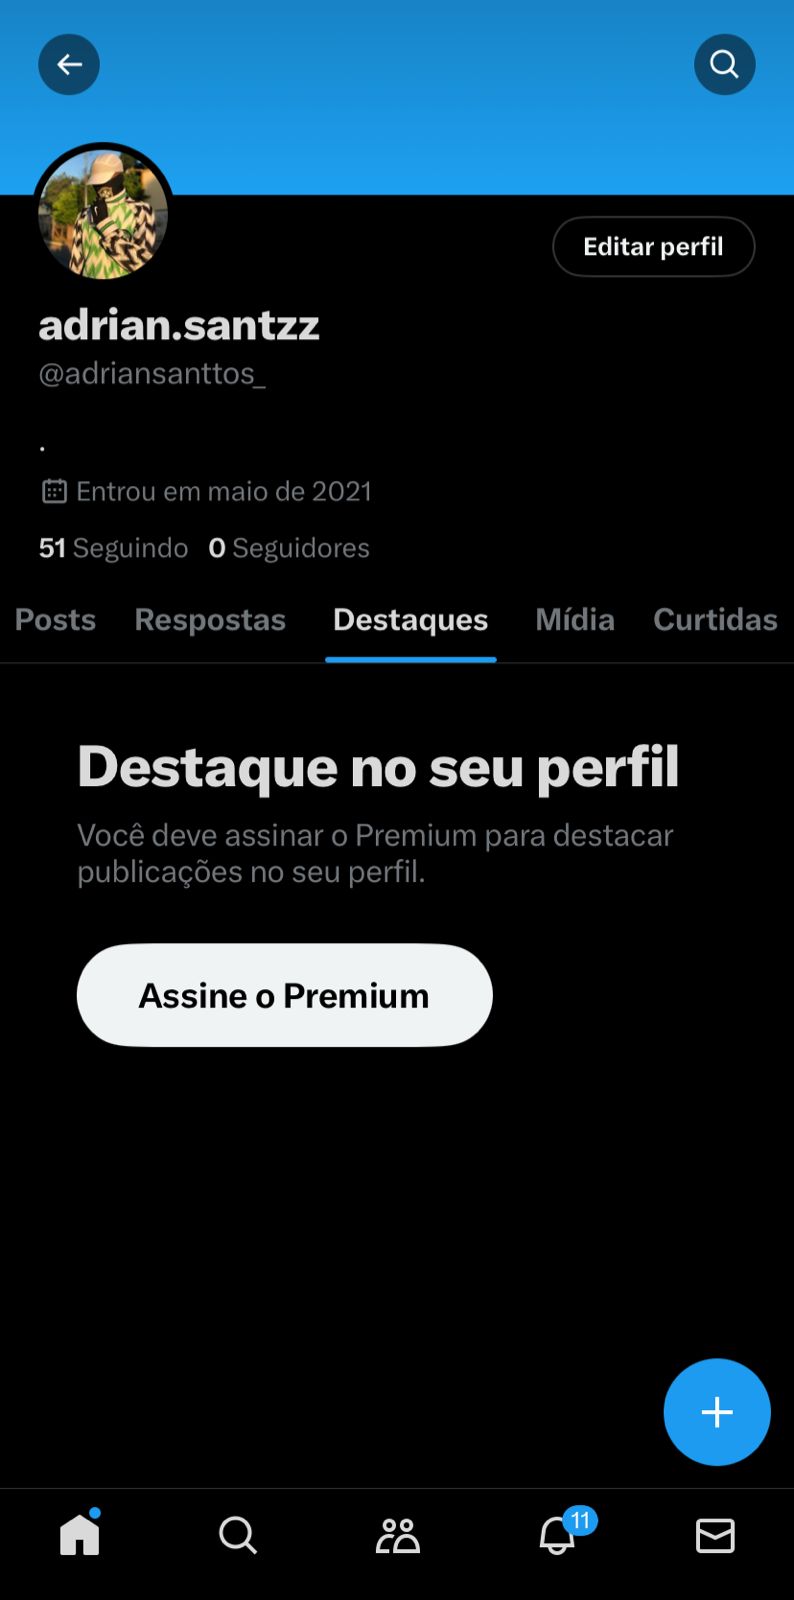 Editar perfil
adrian.santzz
@adriansanttos_
.
Entrou em maio de 2021
51 Seguindo 0 Seguidores
Posts Respostas Destaques Mídia Curtidas
Destaque no seu perfil
Você deve assinar o Premium para destacar
publicações no seu perfil.
Assine o Premium
11